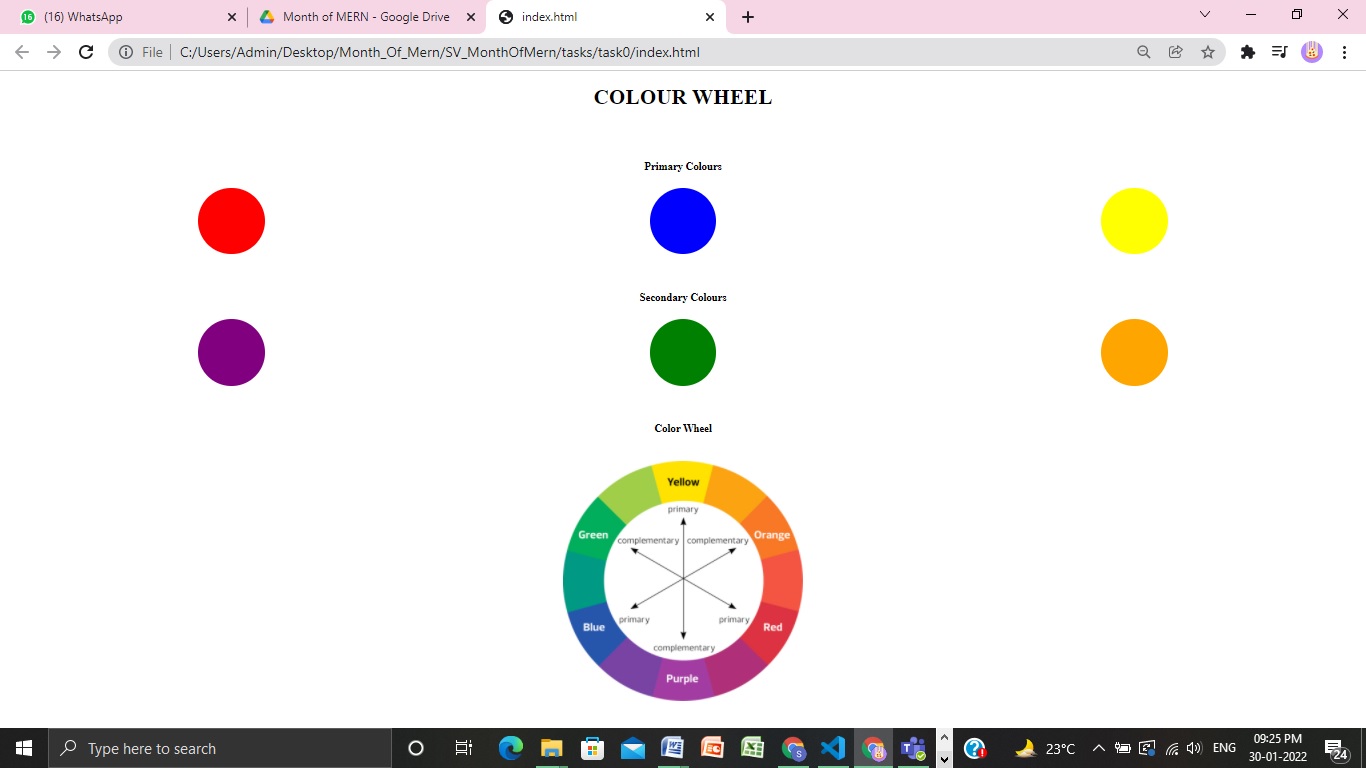 (16) WhatsApp
Month of MERN - Google Drive
index.html
File
C:/Users/Admin/Desktop/Month_Of_Mern/SV_MonthOfMern/tasks/task0/index.html
COLOUR WHEEL
Primary Colours
Secondary Colours
Color Wheel
Yellow
primary
Green
Orange
complementary
complementary
primary
primary
Blue
Red
complementary
Purple
Type here to search
23°C
ENG
09:25 PM
30-01-2022
24